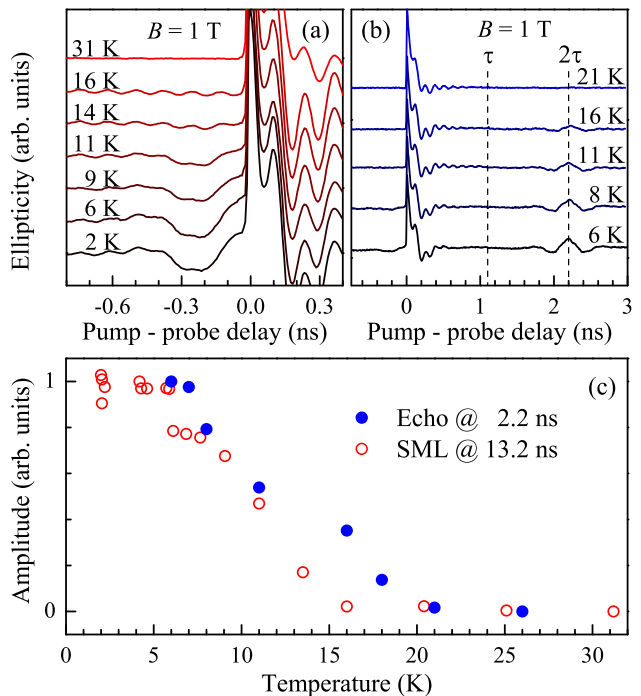 B = 1 T
(a)
31 K
16 K
14 K
11 K
9 K
6 K
2 K
Ellipticity (arb. units)
-0.6
-0.3
0.0
0.3
Pump - probe delay (ns)
(b)
B = 1 T
τ
2τ
21 K
16 K
11 K
8 K
6 K
0
1
2
3
Pump - probe delay (ns)
(c)
Echo @ 2.2 ns
SML @ 13.2 ns
Amplitude (arb. units)
1
0
0
5
10
15
20
25
30
Temperature (K)